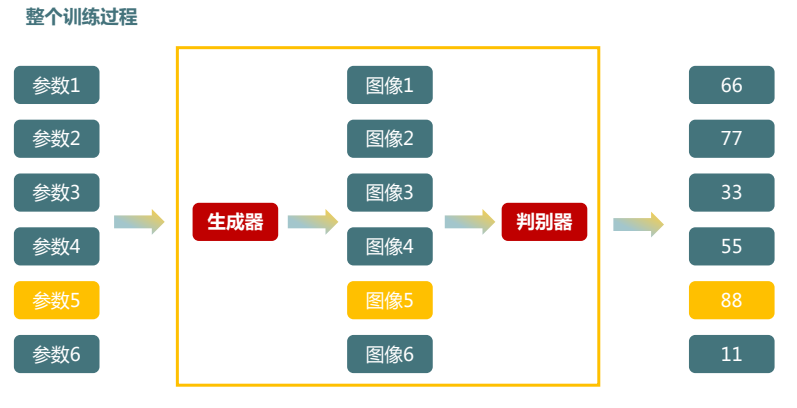 整个训练过程
参数1
图像1
66
参数2
图像2
77
参数3
图像3
33
生成器
判别器
参数4
图像4
55
参数5
图像5
88
参数6
图像6
11